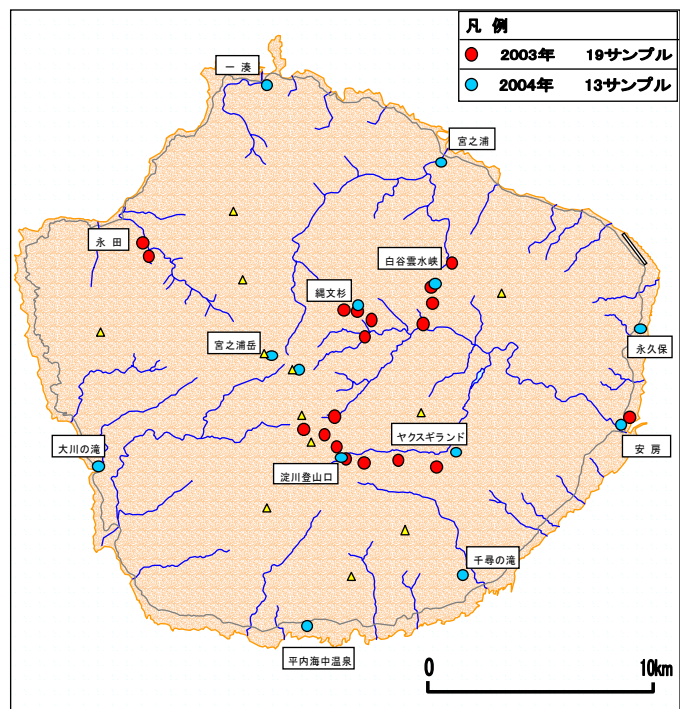 凡 例
2003年 19サンプル
2004年 13サンプル
一 湊
宮之浦
永 田
白谷雲水峡
縄文杉
宮之浦岳
永久保
大川の滝
ヤクスギランド
安 房
淀川登山口
千尋の滝
平内海中温泉
0 10km